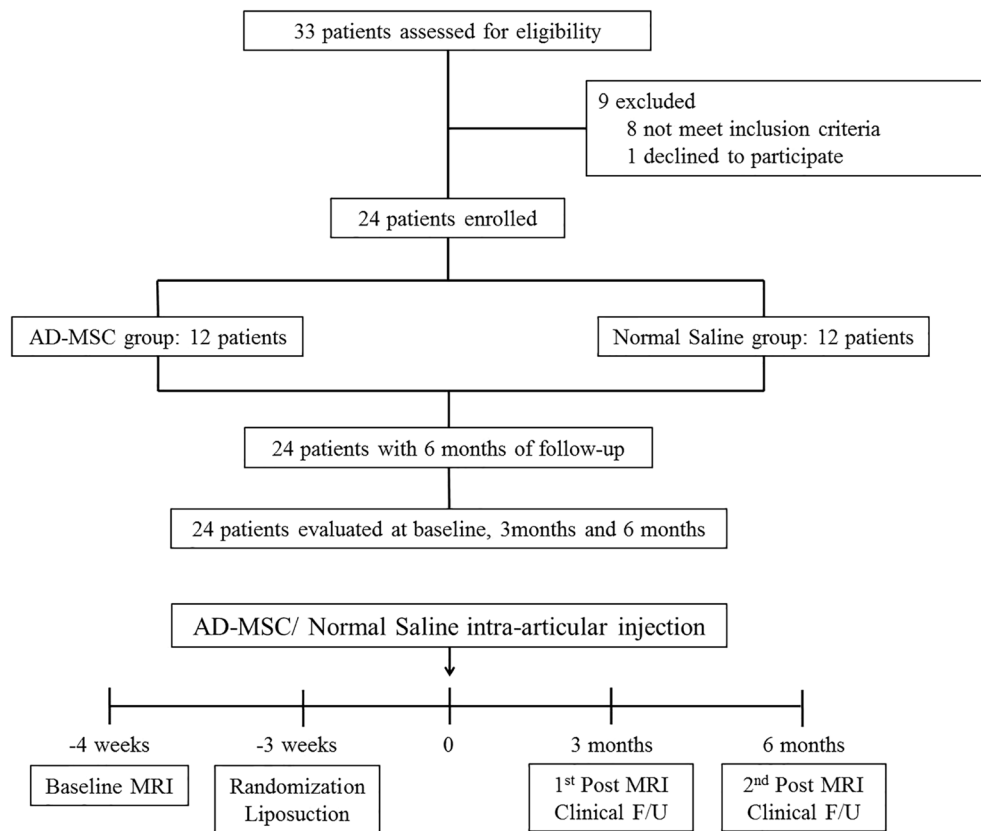 33 patients assessed for eligibility
9 excluded
8 not meet inclusion criteria
1 declined to participate
24 patients enrolled
AD-MSC group: 12 patients
Normal Saline group: 12 patients
24 patients with 6 months of follow-up
24 patients evaluated at baseline, 3months and 6 months
AD-MSC/ Normal Saline intra-articular injection
-4 weeks
-3 weeks
0
3 months
6 months
Baseline MRI
Randomization
Liposuction
1st Post MRI
Clinical F/U
2nd Post MRI
Clinical F/U